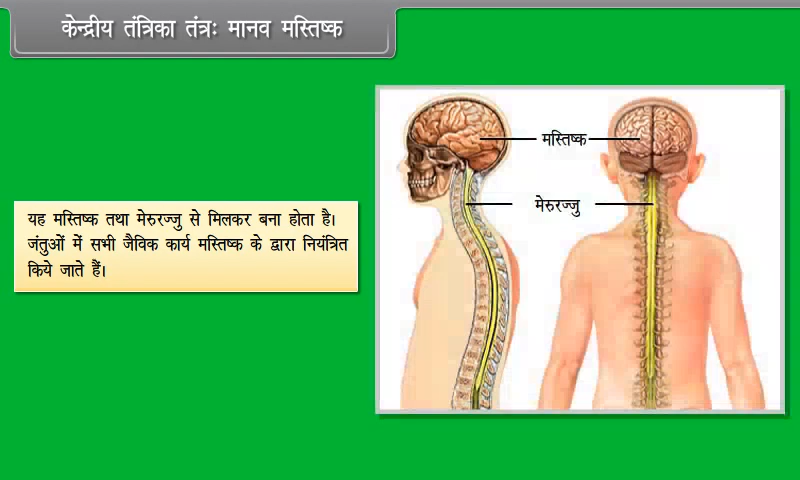 केन्द्रीय तंत्रिका तंत्रः मानव मस्तिष्क
यह मस्तिष्क तथा मेरुरज्जु से मिलकर बना होता है।
जंतुओं में सभी जैविक कार्य मस्तिष्क के द्वारा नियंत्रित
किये जाते हैं।
मस्तिष्क
मेरुरज्जु